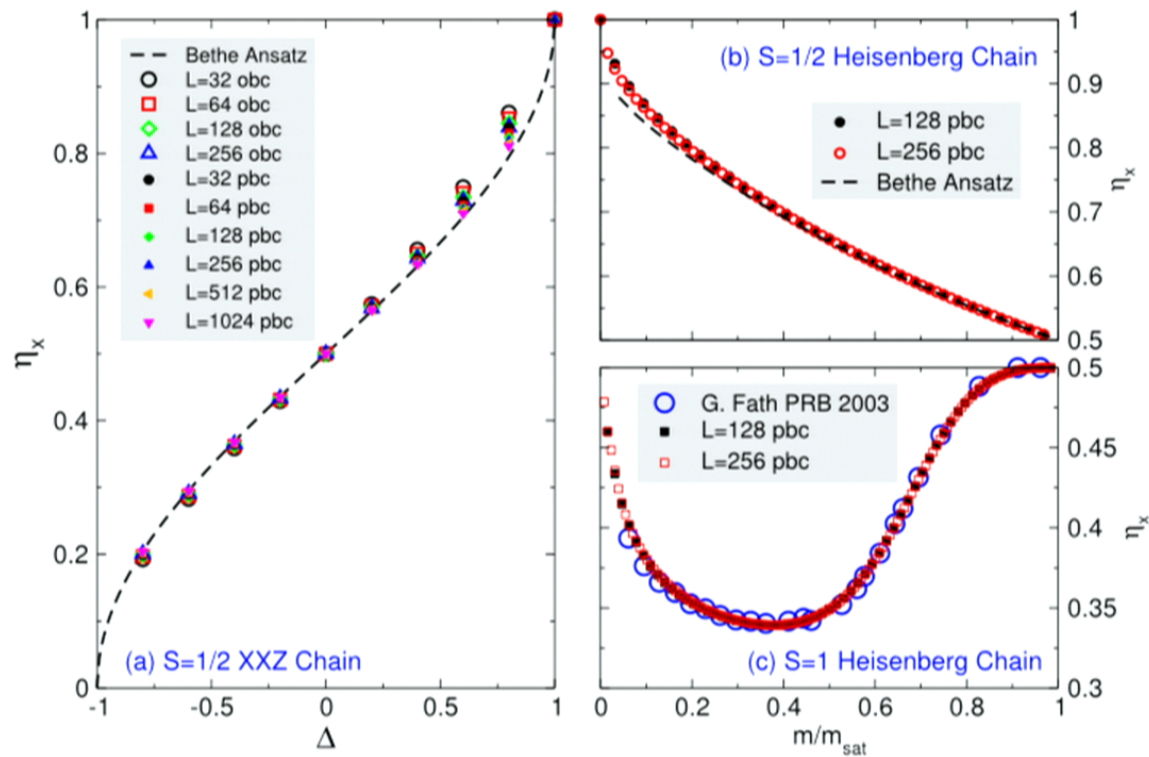 1
0.8
0.6
0.4
0.2
0
ηx
-1
-0.5
0
0.5
1
Δ
Bethe Ansatz
L=32 obc
L=64 obc
L=128 obc
L=256 obc
L=32 pbc
L=64 pbc
L=128 pbc
L=256 pbc
L=512 pbc
L=1024 pbc
(a) S=1/2 XXZ Chain
(b) S=1/2 Heisenberg Chain
L=128 pbc
L=256 pbc
Bethe Ansatz
1
0.9
0.8
0.7
0.6
0.5
ηx
G. Fath PRB 2003
L=128 pbc
L=256 pbc
(c) S=1 Heisenberg Chain
0.5
0.45
0.4
0.35
0.3
ηx
0
0.2
0.4
0.6
0.8
1
m/msat